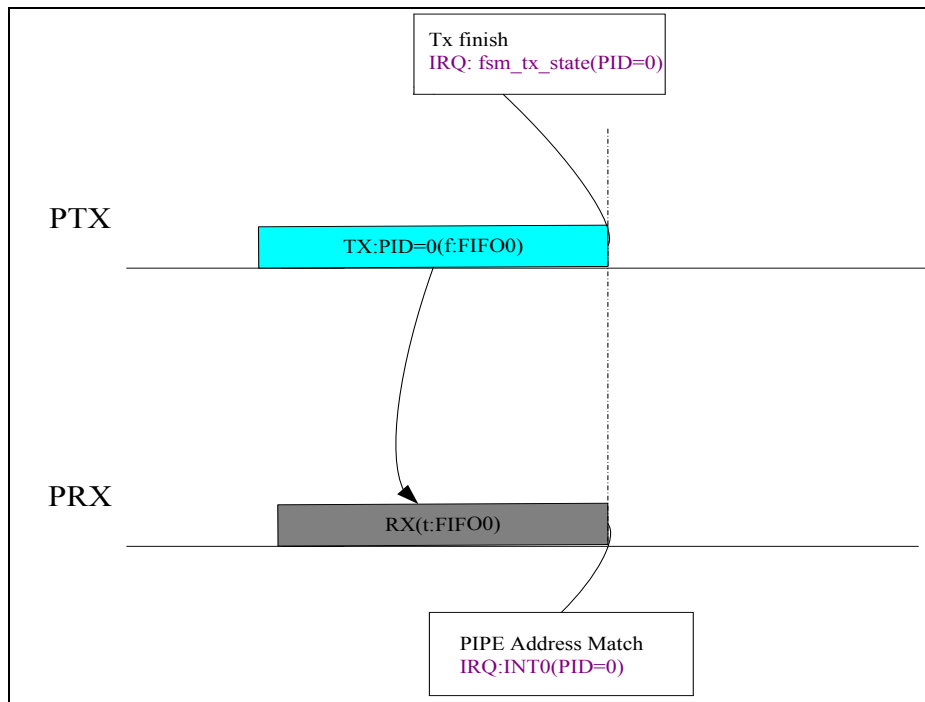 Tx finish
IRQ: fsm_tx_state(PID=0)
PTX
TX:PID=0(f:FIFO0)
PRX
RX(t:FIFO0)
PIPE Address Match
IRQ:INT0(PID=0)